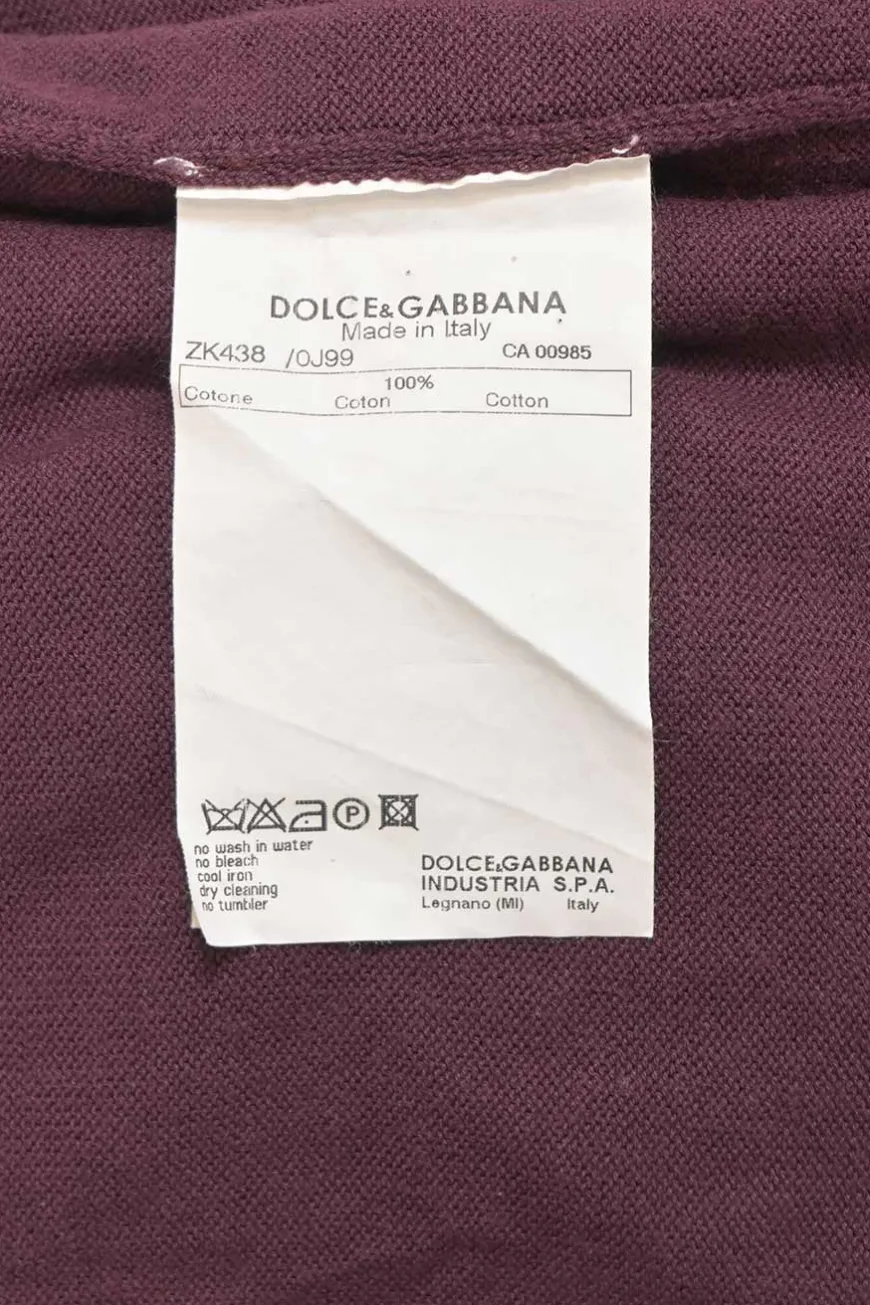 DOLCE&GABBANA
Made in Italy
ZK438 /0J99 CA 00985
100%
Cotone Coton Cotton
P
no wash in water
no bleach
cool iron
dry cleaning
no tumbler
DOLCE&GABBANA
INDUSTRIA S.P.A.
Legnano (MI) Italy